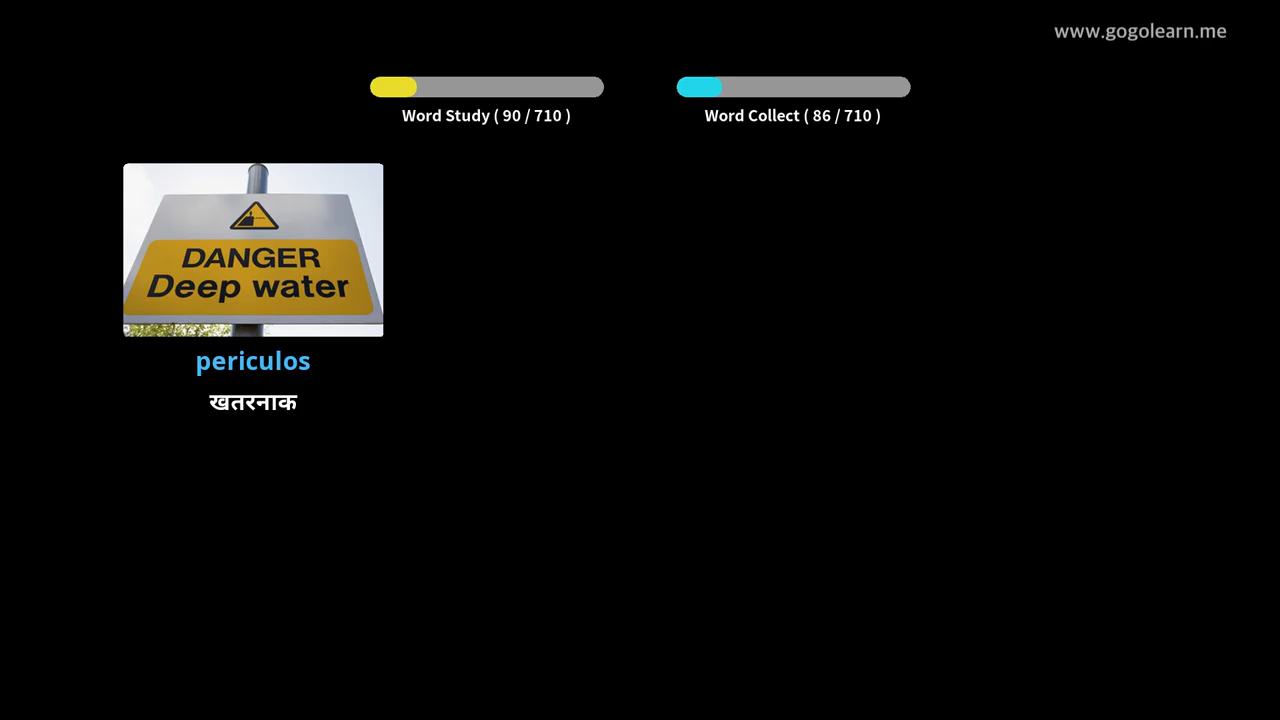 www.gogolearn.me
Word Study ( 90 / 710 )
Word Collect ( 86 / 710 )
DANGER
Deep water
periculos
खतरनाक